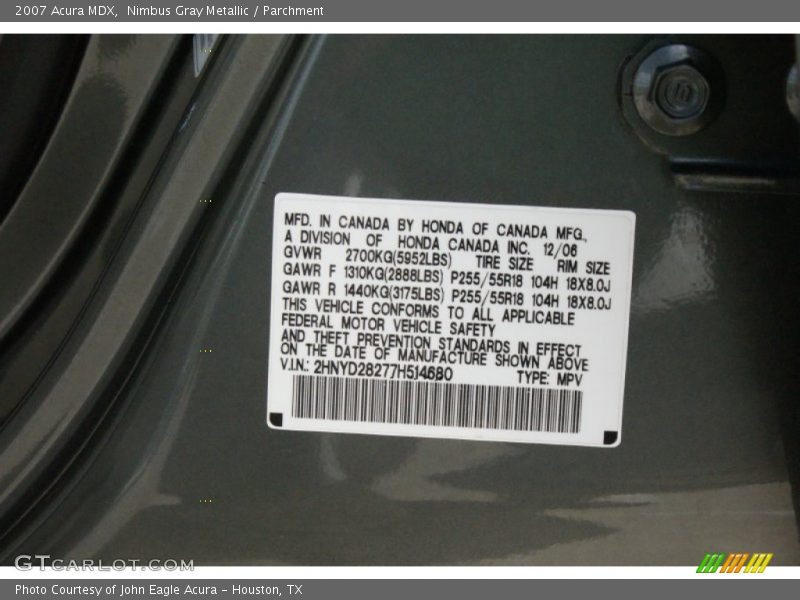 2007 Acura MDX, Nimbus Gray Metallic / Parchment
MFD. IN CANADA BY HONDA OF CANADA MFG.,
A DIVISION OF HONDA CANADA INC. 12/06
GVWR 2700KG(5952LBS) TIRE SIZE RIM SIZE
GAWR F 1310KG(2888LBS) P255/55R18 104H 18X8.0J
GAWR R 1440KG(3175LBS) P255/55R18 104H 18X8.0J
THIS VEHICLE CONFORMS TO ALL APPLICABLE
FEDERAL MOTOR VEHICLE SAFETY
AND THEFT PREVENTION STANDARDS IN EFFECT
ON THE DATE OF MANUFACTURE SHOWN ABOVE
V.I.N.: 2HNYD28277H514680 TYPE: MPV
GTCARLOT.COM
Photo Courtesy of John Eagle Acura - Houston, TX